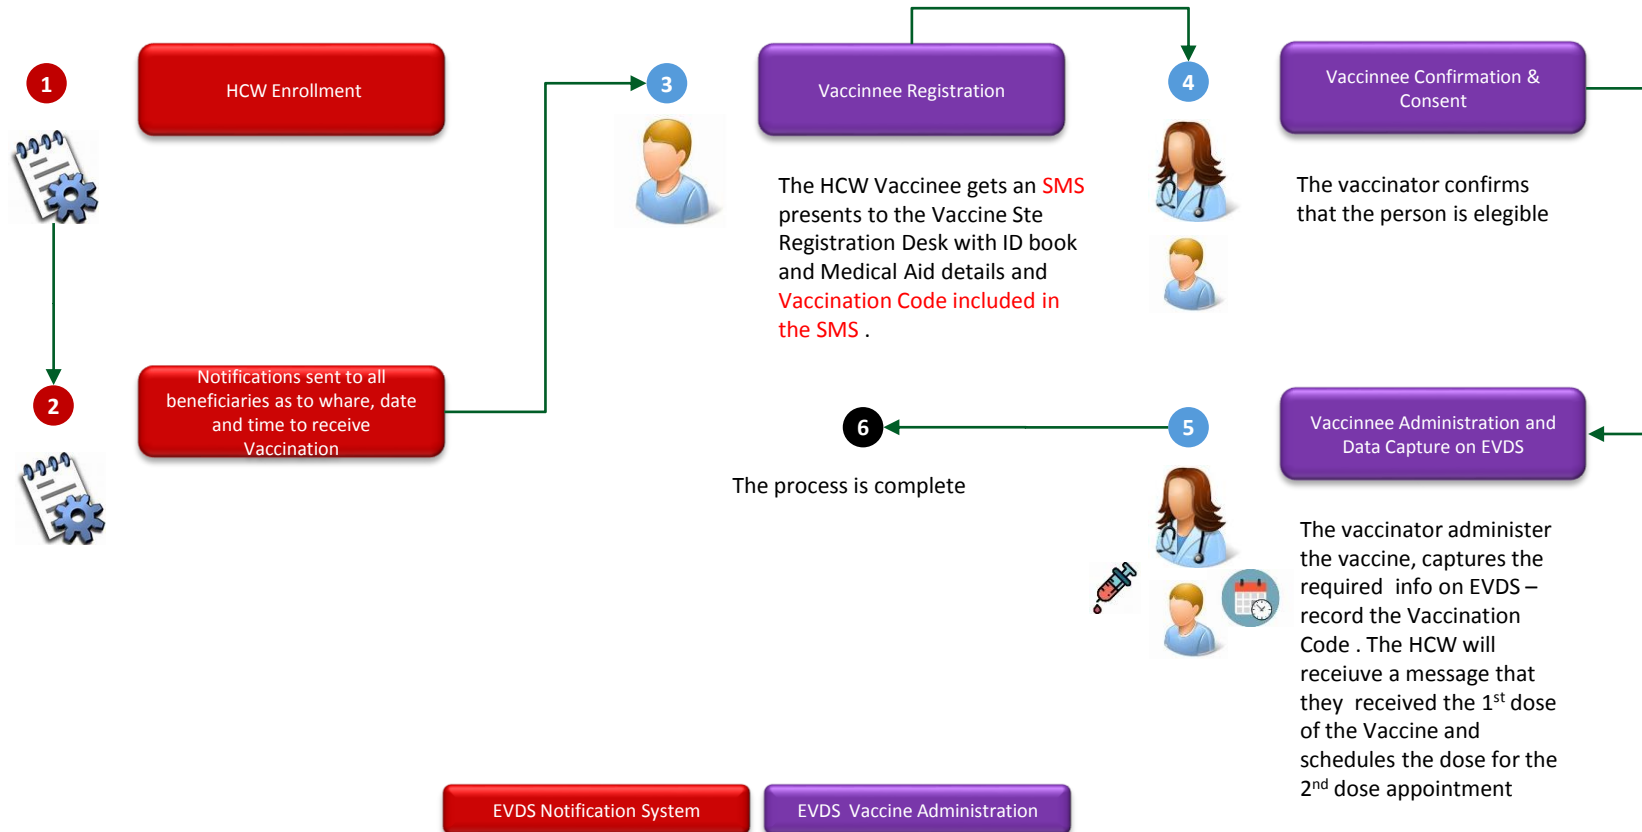 1
HCW Enrollment
2
Notifications sent to all
beneficiaries as to whare, date
and time to receive
Vaccination
3
Vaccinnee Registration
The HCW Vaccinee gets an SMS
presents to the Vaccine Ste
Registration Desk with ID book
and Medical Aid details and
Vaccination Code included in
the SMS .
4
Vaccinnee Confirmation &
Consent
The vaccinator confirms
that the person is elegible
5
Vaccinnee Administration and
Data Capture on EVDS
The vaccinator administer
the vaccine, captures the
required info on EVDS –
record the Vaccination
Code . The HCW will
receiuve a message that
they received the 1st dose
of the Vaccine and
schedules the dose for the
2nd dose appointment
6
The process is complete
EVDS Notification System
EVDS Vaccine Administration